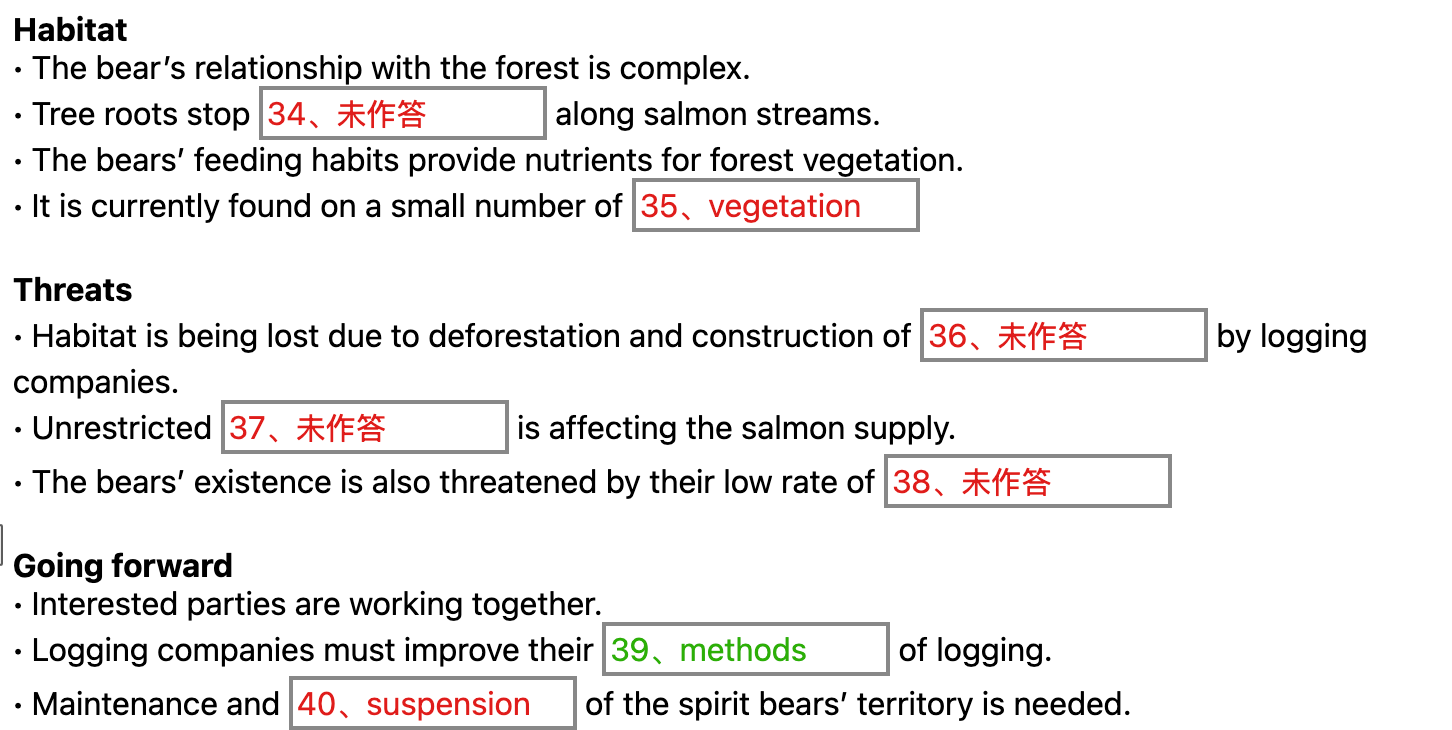 Habitat
· The bear’s relationship with the forest is complex.
· Tree roots stop 34、未作答 along salmon streams.
· The bears’ feeding habits provide nutrients for forest vegetation.
· It is currently found on a small number of 35、vegetation
Threats
· Habitat is being lost due to deforestation and construction of 36、未作答 by logging
companies.
· Unrestricted 37、未作答 is affecting the salmon supply.
· The bears’ existence is also threatened by their low rate of 38、未作答
Going forward
· Interested parties are working together.
· Logging companies must improve their 39、methods of logging.
· Maintenance and 40、suspension of the spirit bears’ territory is needed.